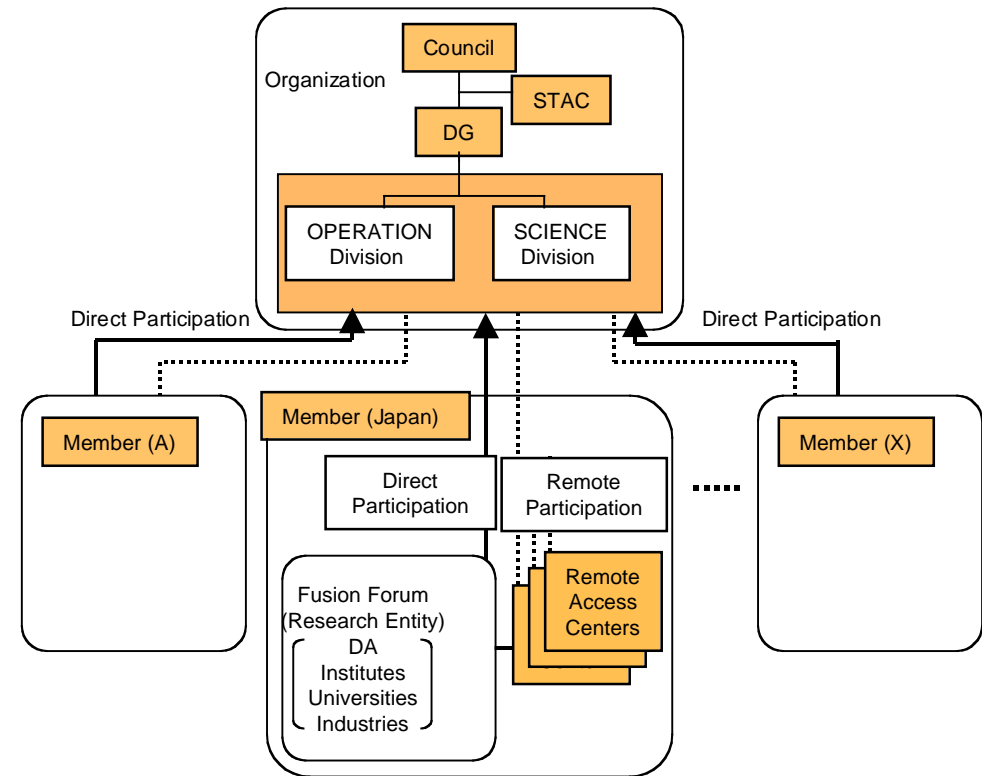 Council
Organization
STAC
DG
OPERATION
Division
SCIENCE
Division
Direct Participation
Direct Participation
Member (A)
Member (Japan)
Member (X)
Direct
Participation
Remote
Participation
Fusion Forum
(Research Entity)
DA
Institutes
Universities
Industries
Remote
Access
Centers